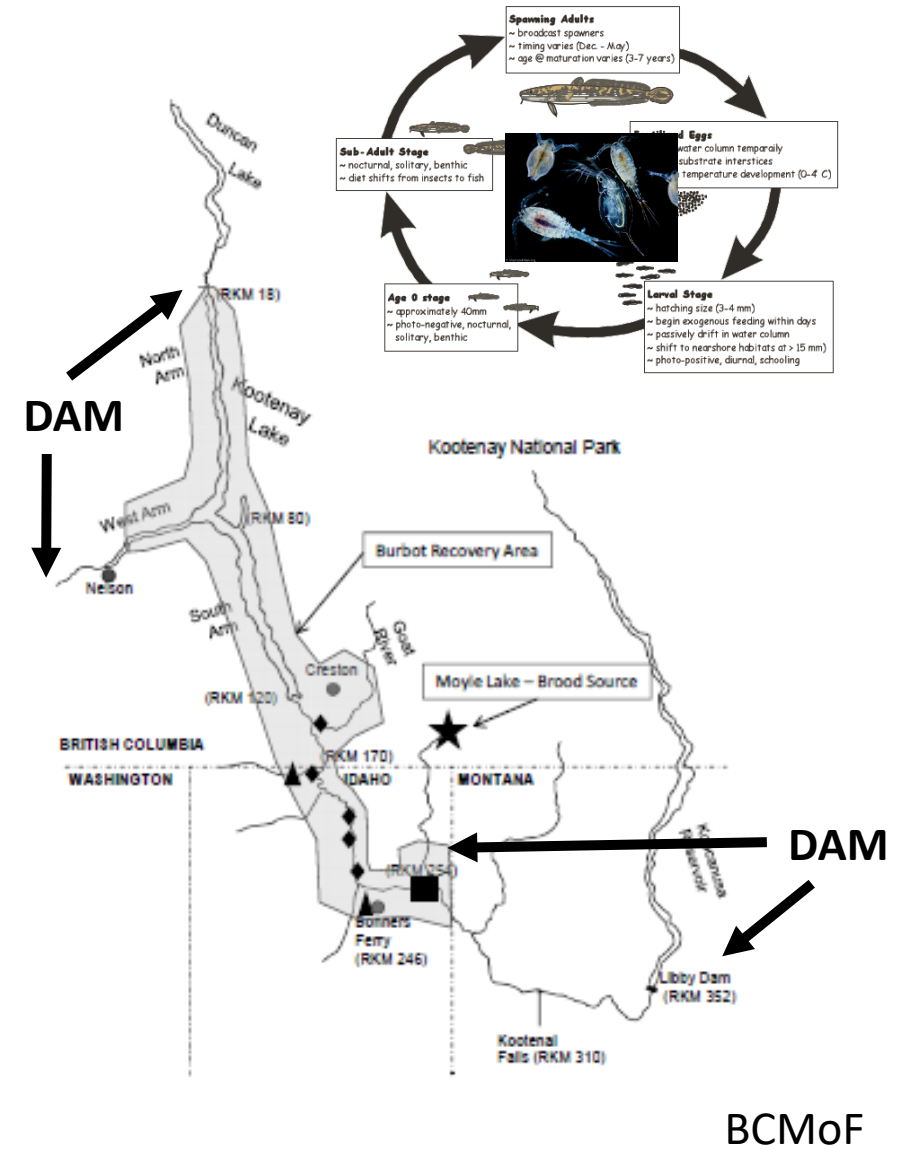 Spawning Adults
~ broadcast spawners
~ timing varies (Dec. - May)
~ age @ maturation varies (3-7 years)
Eggs
water column temporaily
substrate interstices
temperature development (0-4 C)
Sub-Adult Stage
~ nocturnal, solitary, benthic
~ diet shifts from insects to fish
Age 0 stage
~ approximately 40mm
~ photo-negative, nocturnal,
solitary, benthic
Larval Stage
~ hatching size (3-4 mm)
~ begin exogenous feeding within days
~ passively drift in water column
~ shift to nearshore habitats at > 15 mm)
~ photo-positive, diurnal, schooling
Duncan
Lake
(RKM 18)
North
Arm
DAM
Kootenay
Lake
Kootenay National Park
West Arm
(RKM 80)
Burbot Recovery Area
Nelson
South
Arm
Goat
River
Creston
Moyie Lake – Brood Source
(RKM 120)
BRITISH COLUMBIA
(RKM 170)
WASHINGTON
IDAHO
MONTANA
DAM
Reservoir
(RKM 254)
Bonners
Ferry
(RKM 246)
Libby Dam
(RKM 352)
Kootenai
Falls (RKM 310)
BCMoF